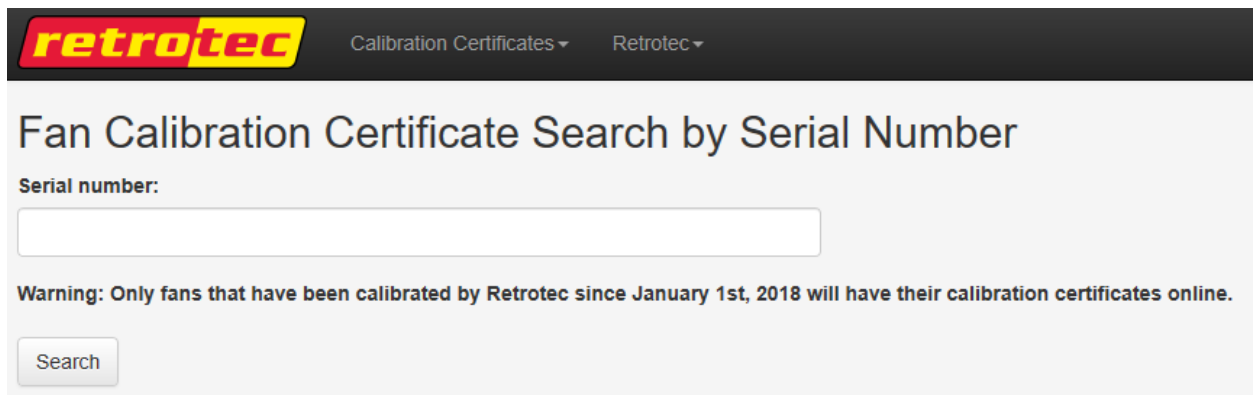 retrotec Calibration Certificates Retrotec
Fan Calibration Certificate Search by Serial Number
Serial number:
Warning: Only fans that have been calibrated by Retrotec since January 1st, 2018 will have their calibration certificates online.
Search